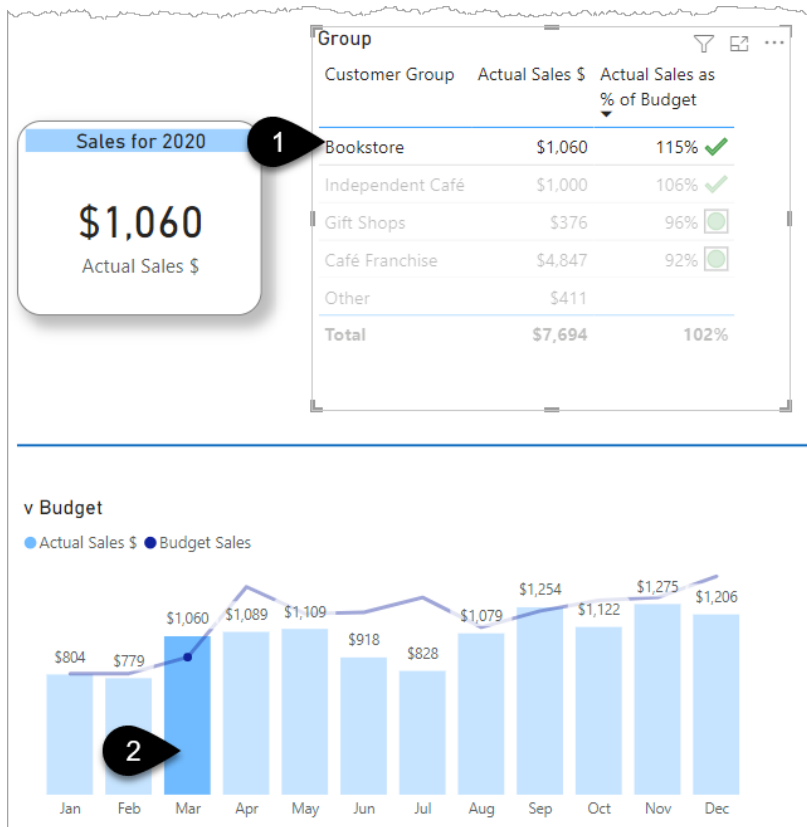 Group
Customer Group Actual Sales $ Actual Sales as
% of Budget
Sales for 2020
1
Bookstore $1,060 115%
Independent Café $1,000 106%
$1,060
Gift Shops $376 96%
Actual Sales $
Café Franchise $4,847 92%
Other $411
Total $7,694 102%
v Budget
Actual Sales $ Budget Sales
$804 $779 $1,060 $1,089 $1,109 $918 $828 $1,079 $1,254 $1,122 $1,275 $1,206
2
Jan Feb Mar Apr May Jun Jul Aug Sep Oct Nov Dec